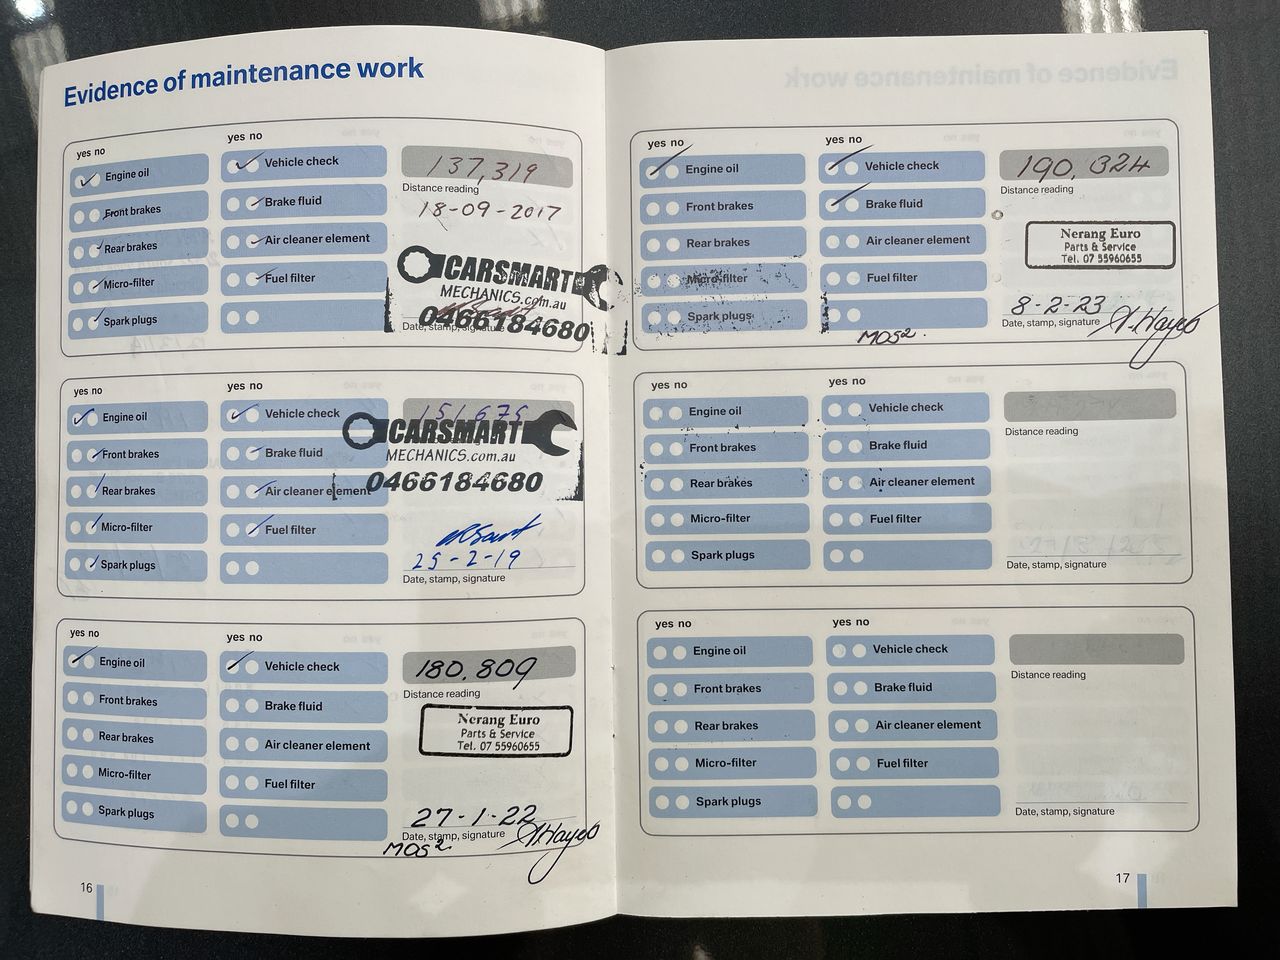 Evidence of maintenance work
yes no
yes no
Engine oil
Front brakes
Rear brakes
Micro-filter
Spark plugs
Vehicle check
Brake fluid
Air cleaner element
Fuel filter
137,319
Distance reading
18-09-2017
CARSMART
MECHANICS.com.au
0466184680
Date, stamp, signature
yes no
yes no
Engine oil
Front brakes
Rear brakes
Micro-filter
Spark plugs
Vehicle check
Brake fluid
Air cleaner element
Fuel filter
151,675
CARSMART
MECHANICS.com.au
0466184680
25-2-19
Date, stamp, signature
yes no
yes no
Engine oil
Front brakes
Rear brakes
Micro-filter
Spark plugs
Vehicle check
Brake fluid
Air cleaner element
Fuel filter
180,809
Distance reading
Nerang Euro
Parts & Service
Tel. 07 55960655
27-1-22
Date, stamp, signature
MOS2
16
yes no
yes no
Engine oil
Front brakes
Rear brakes
Micro-filter
Spark plugs
Vehicle check
Brake fluid
Air cleaner element
Fuel filter
MOS2
190,324
Distance reading
Nerang Euro
Parts & Service
Tel. 07 55960655
8-2-23
Date, stamp, signature
yes no
yes no
Engine oil
Front brakes
Rear brakes
Micro-filter
Spark plugs
Vehicle check
Brake fluid
Air cleaner element
Fuel filter
Distance reading
Date, stamp, signature
yes no
yes no
Engine oil
Front brakes
Rear brakes
Micro-filter
Spark plugs
Vehicle check
Brake fluid
Air cleaner element
Fuel filter
Distance reading
Date, stamp, signature
17